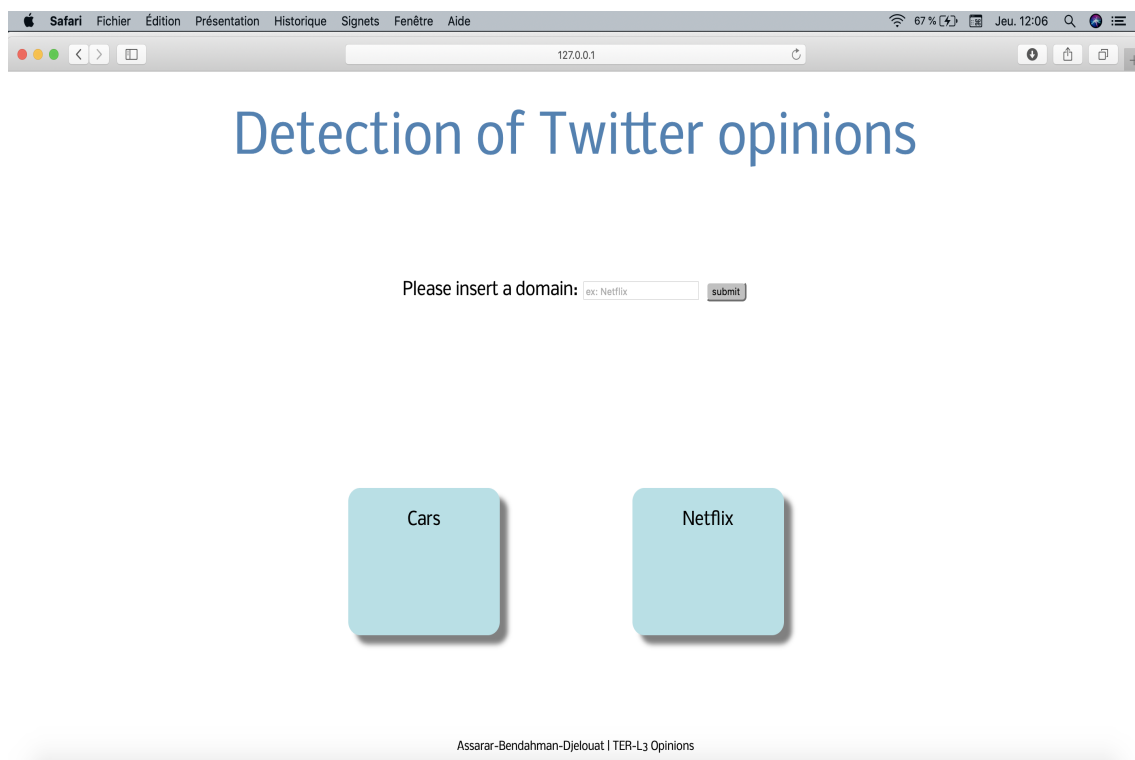 Safari Fichier Édition Présentation Historique Signets Fenêtre Aide 67 % Jeu. 12:06
127.0.0.1
Detection of Twitter opinions
Please insert a domain: ex: Netflix submit
Cars Netflix
Assarar-Bendahman-Djelouat | TER-L3 Opinions